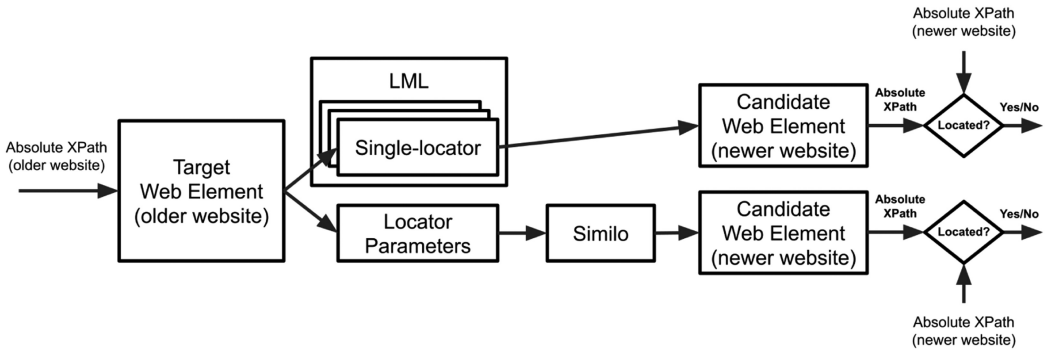 Absolute XPath
(older website)
Target
Web Element
(older website)
LML
Single-locator
Candidate
Web Element
(newer website)
Absolute
XPath
Absolute XPath
(newer website)
Located?
Yes/No
Locator
Parameters
Similo
Candidate
Web Element
(newer website)
Absolute
XPath
Located?
Yes/No
Absolute XPath
(newer website)